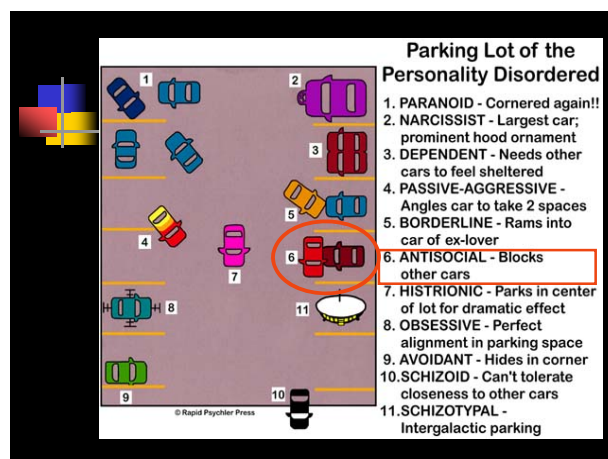 Parking Lot of the
Personality Disordered
1. PARANOID - Cornered again!!
2. NARCISSIST - Largest car;
prominent hood ornament
3. DEPENDENT - Needs other
cars to feel sheltered
4. PASSIVE-AGGRESSIVE -
Angles car to take 2 spaces
5. BORDERLINE - Rams into
car of ex-lover
6. ANTISOCIAL - Blocks
other cars
7. HISTRIONIC - Parks in center
of lot for dramatic effect
8. OBSESSIVE - Perfect
alignment in parking space
9. AVOIDANT - Hides in corner
10.SCHIZOID - Can't tolerate
closeness to other cars
11.SCHIZOTYPAL -
Intergalactic parking
1
2
3
4
5
6
7
8
11
9
10
© Rapid Psychler Press